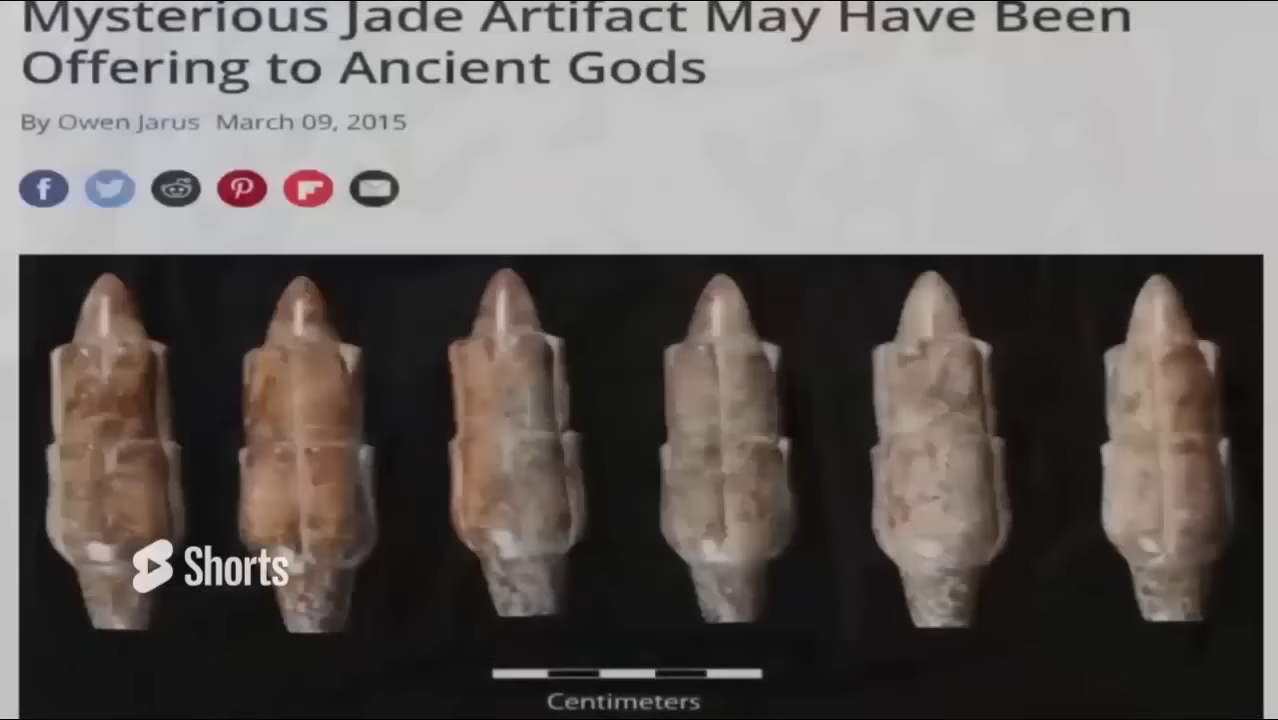 Mysterious Jade Artifact May Have Been
Offering to Ancient Gods
By Owen Jarus March 09, 2015
Shorts
Centimeters